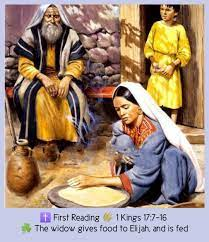 ✝️ First Reading 👋 1 Kings 17:7-16
☘️ The widow gives food to Elijah, and is fed